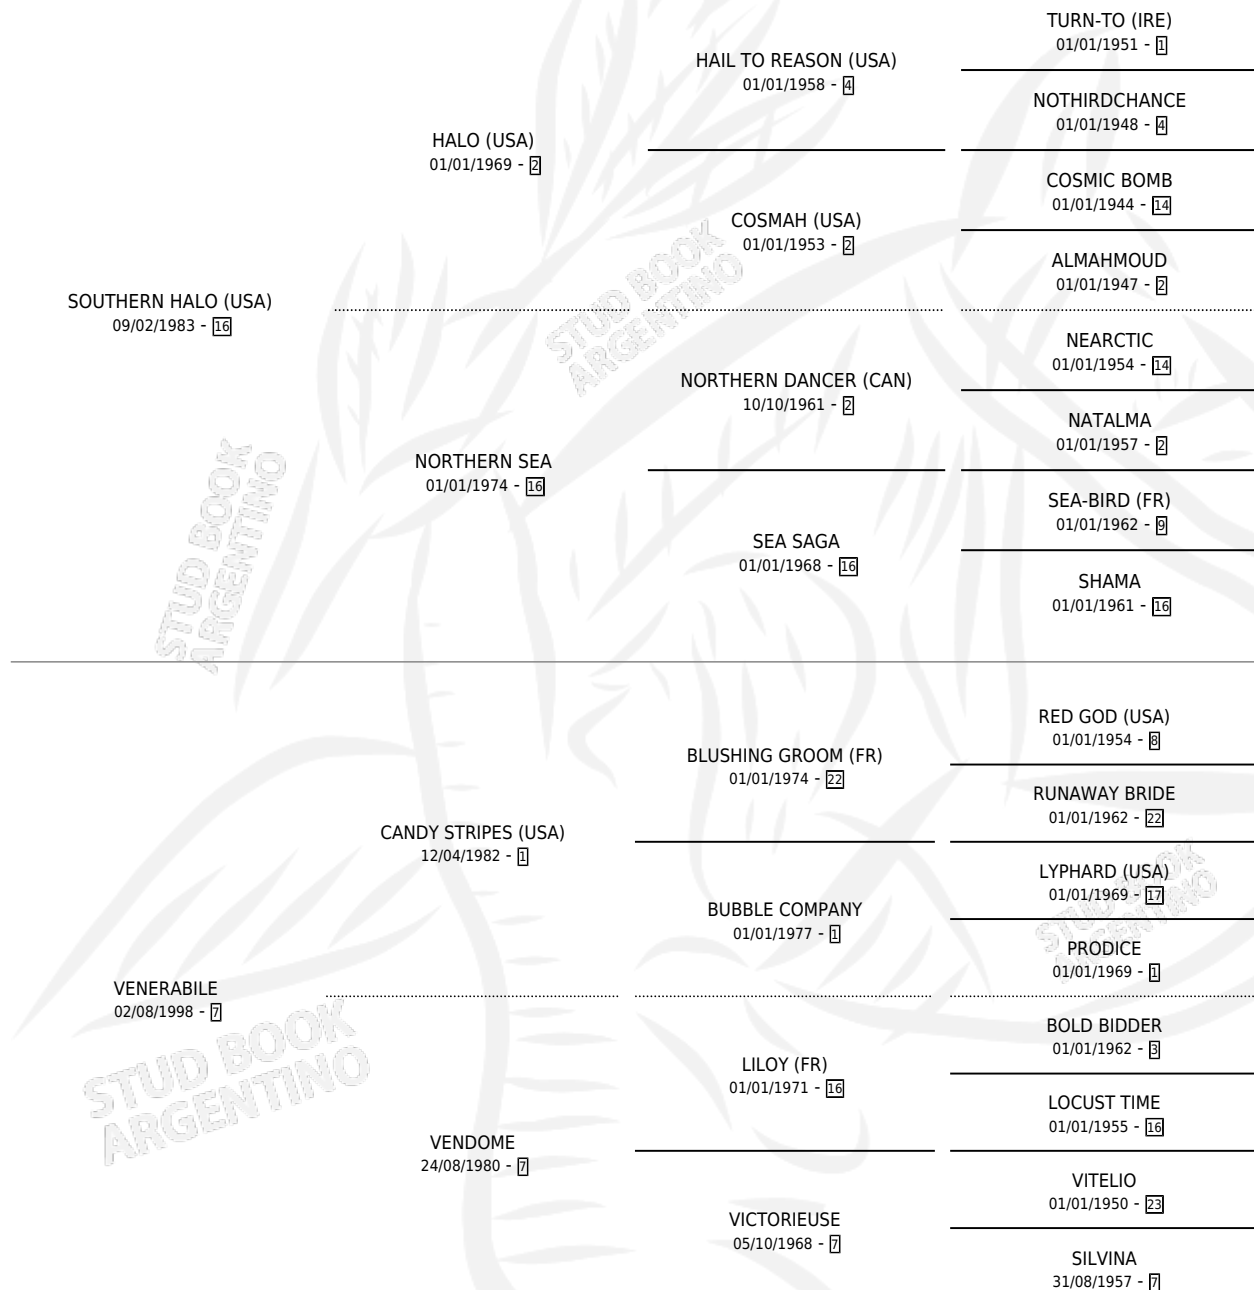 TURN-TO (IRE)
01/01/1951 - 1
HAIL TO REASON (USA)
01/01/1958 - 4
NOTHIRDCHANCE
01/01/1948 - 4
HALO (USA)
01/01/1969 - 2
COSMIC BOMB
01/01/1944 - 14
COSMAH (USA)
01/01/1953 - 2
ALMAHMOUD
01/01/1947 - 2
SOUTHERN HALO (USA)
09/02/1983 - 16
NEARCTIC
01/01/1954 - 14
NORTHERN DANCER (CAN)
10/10/1961 - 2
NATALMA
01/01/1957 - 2
NORTHERN SEA
01/01/1974 - 16
SEA-BIRD (FR)
01/01/1962 - 9
SEA SAGA
01/01/1968 - 16
SHAMA
01/01/1961 - 16
RED GOD (USA)
01/01/1954 - 8
BLUSHING GROOM (FR)
01/01/1974 - 22
RUNAWAY BRIDE
01/01/1962 - 22
CANDY STRIPES (USA)
12/04/1982 - 1
LYPHARD (USA)
01/01/1969 - 17
BUBBLE COMPANY
01/01/1977 - 1
PRODICE
01/01/1969 - 1
VENERABILE
02/08/1998 - 7
BOLD BIDDER
01/01/1962 - 3
LILOY (FR)
01/01/1971 - 16
LOCUST TIME
01/01/1955 - 16
VENDOME
24/08/1980 - 7
VITELIO
01/01/1950 - 23
VICTORIEUSE
05/10/1968 - 7
SILVINA
31/08/1957 - 7
STUD BOOK
ARGENTINO
STUD BOOK
ARGENTINO
STUD BOOK
ARGENTINO
STUD BOOK
ARGENTINO